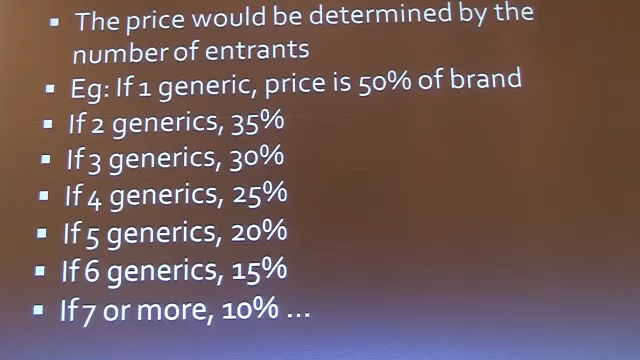 ▪ The price would be determined by the
number of entrants
▪ Eg: If 1 generic, price is 50% of brand
▪ If 2 generics, 35%
▪ If 3 generics, 30%
▪ If 4 generics, 25%
▪ If 5 generics, 20%
▪ If 6 generics, 15%
▪ If 7 or more, 10% ...